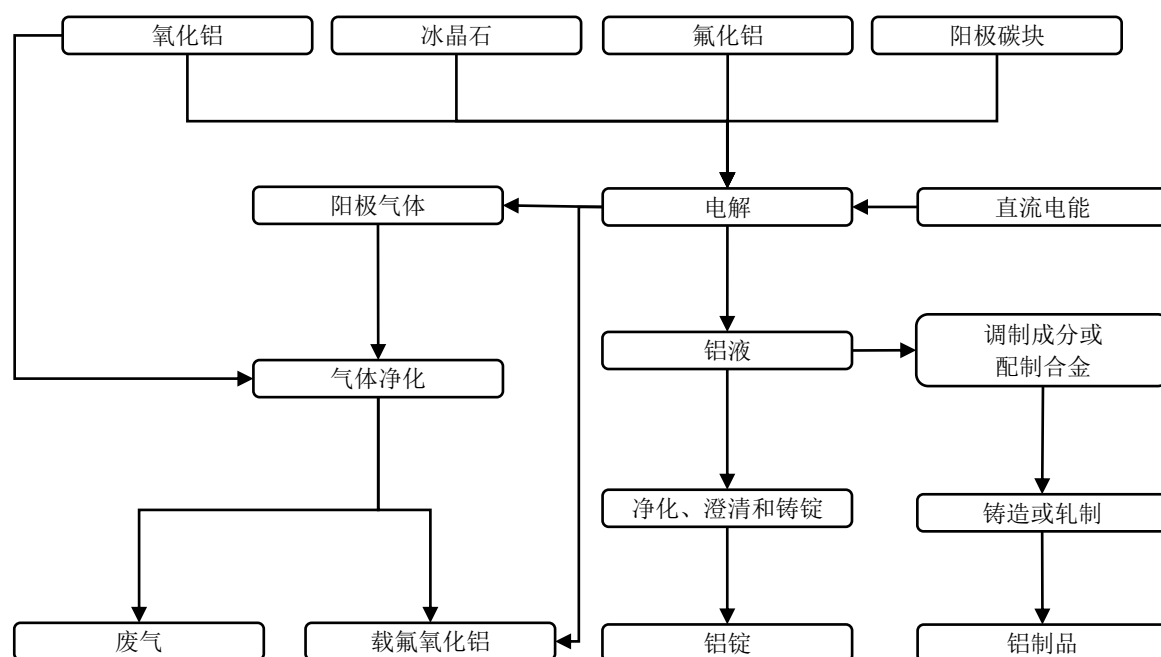 氧化铝
冰晶石
氟化铝
阳极碳块
阳极气体
电解
直流电能
铝液
调制成分或
配制合金
气体净化
净化、澄清和铸锭
铸造或轧制
废气
载氟氧化铝
铝锭
铝制品